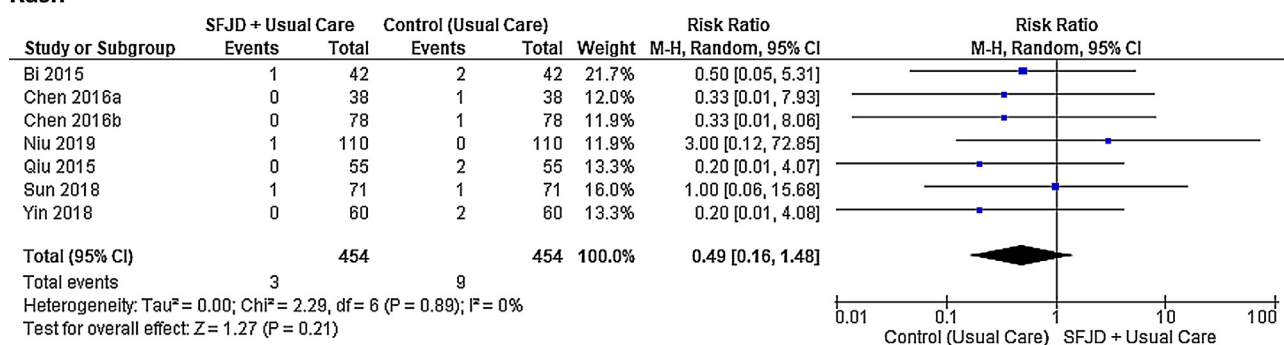 SFJD + Usual Care Control (Usual Care) Risk Ratio Risk Ratio
Study or Subgroup Events Total Events Total Weight M-H, Random, 95% CI M-H, Random, 95% CI
Bi 2015 1 42 2 42 21.7% 0.50 [0.05, 5.31]
Chen 2016a 0 38 1 38 12.0% 0.33 [0.01, 7.93]
Chen 2016b 0 78 1 78 11.9% 0.33 [0.01, 8.06]
Niu 2019 1 110 0 110 11.9% 3.00 [0.12, 72.85]
Qiu 2015 0 55 2 55 13.3% 0.20 [0.01, 4.07]
Sun 2018 1 71 1 71 16.0% 1.00 [0.06, 15.68]
Yin 2018 0 60 2 60 13.3% 0.20 [0.01, 4.08]
Total (95% CI) 454 454 100.0% 0.49 [0.16, 1.48]
Total events 3 9
Heterogeneity: Tau² = 0.00; Chi² = 2.29, df = 6 (P = 0.89); I² = 0%
Test for overall effect: Z = 1.27 (P = 0.21)
0.01 0.1 1 10 100
Control (Usual Care) SFJD + Usual Care